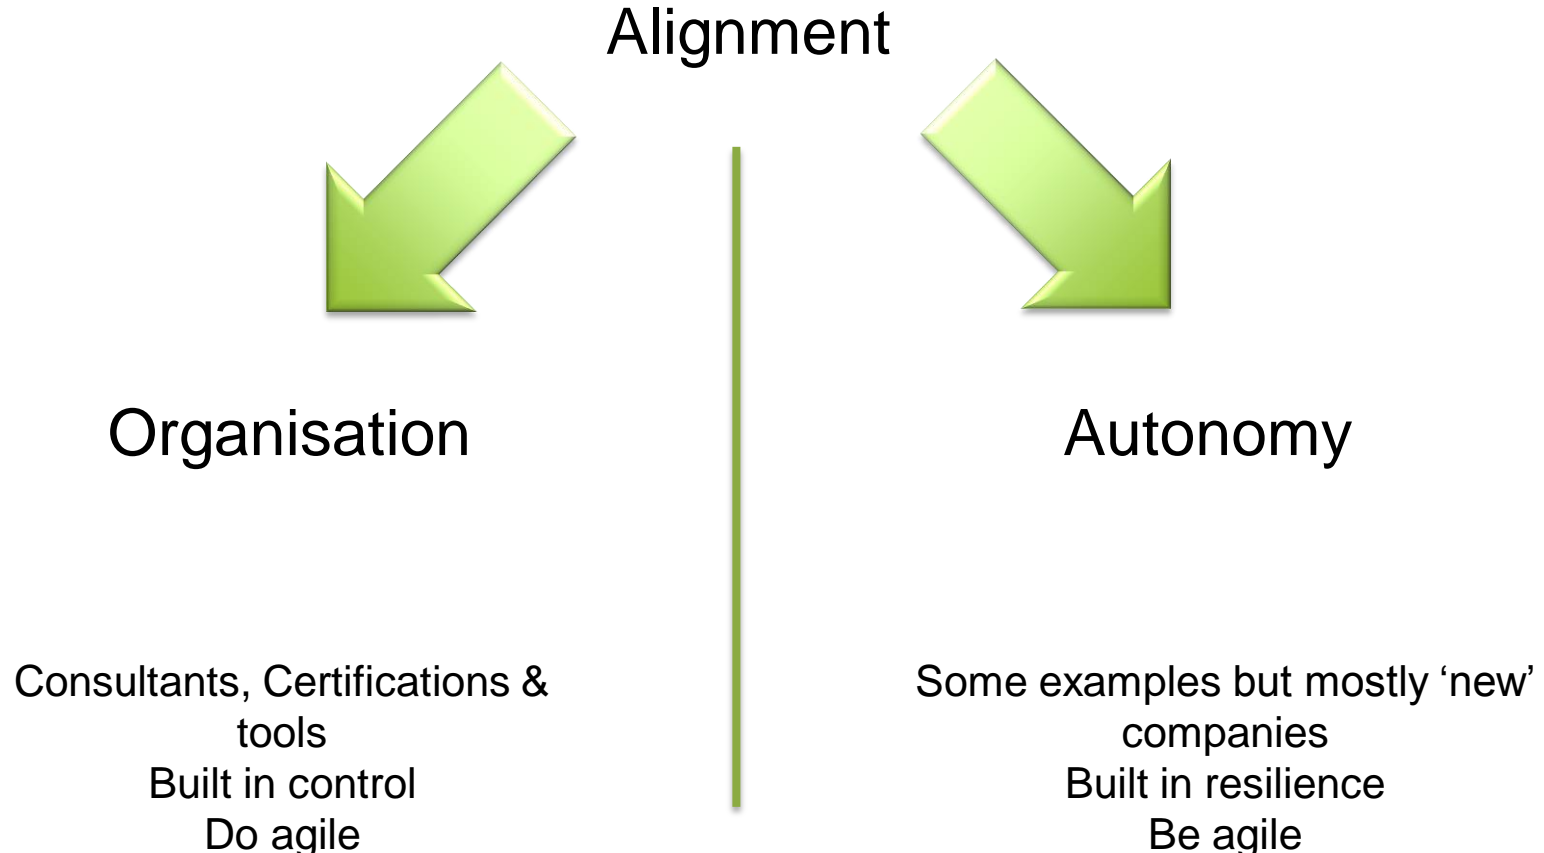 Alignment
Organisation
Autonomy
Consultants, Certifications &
tools
Built in control
Do agile
Some examples but mostly ‘new’
companies
Built in resilience
Be agile